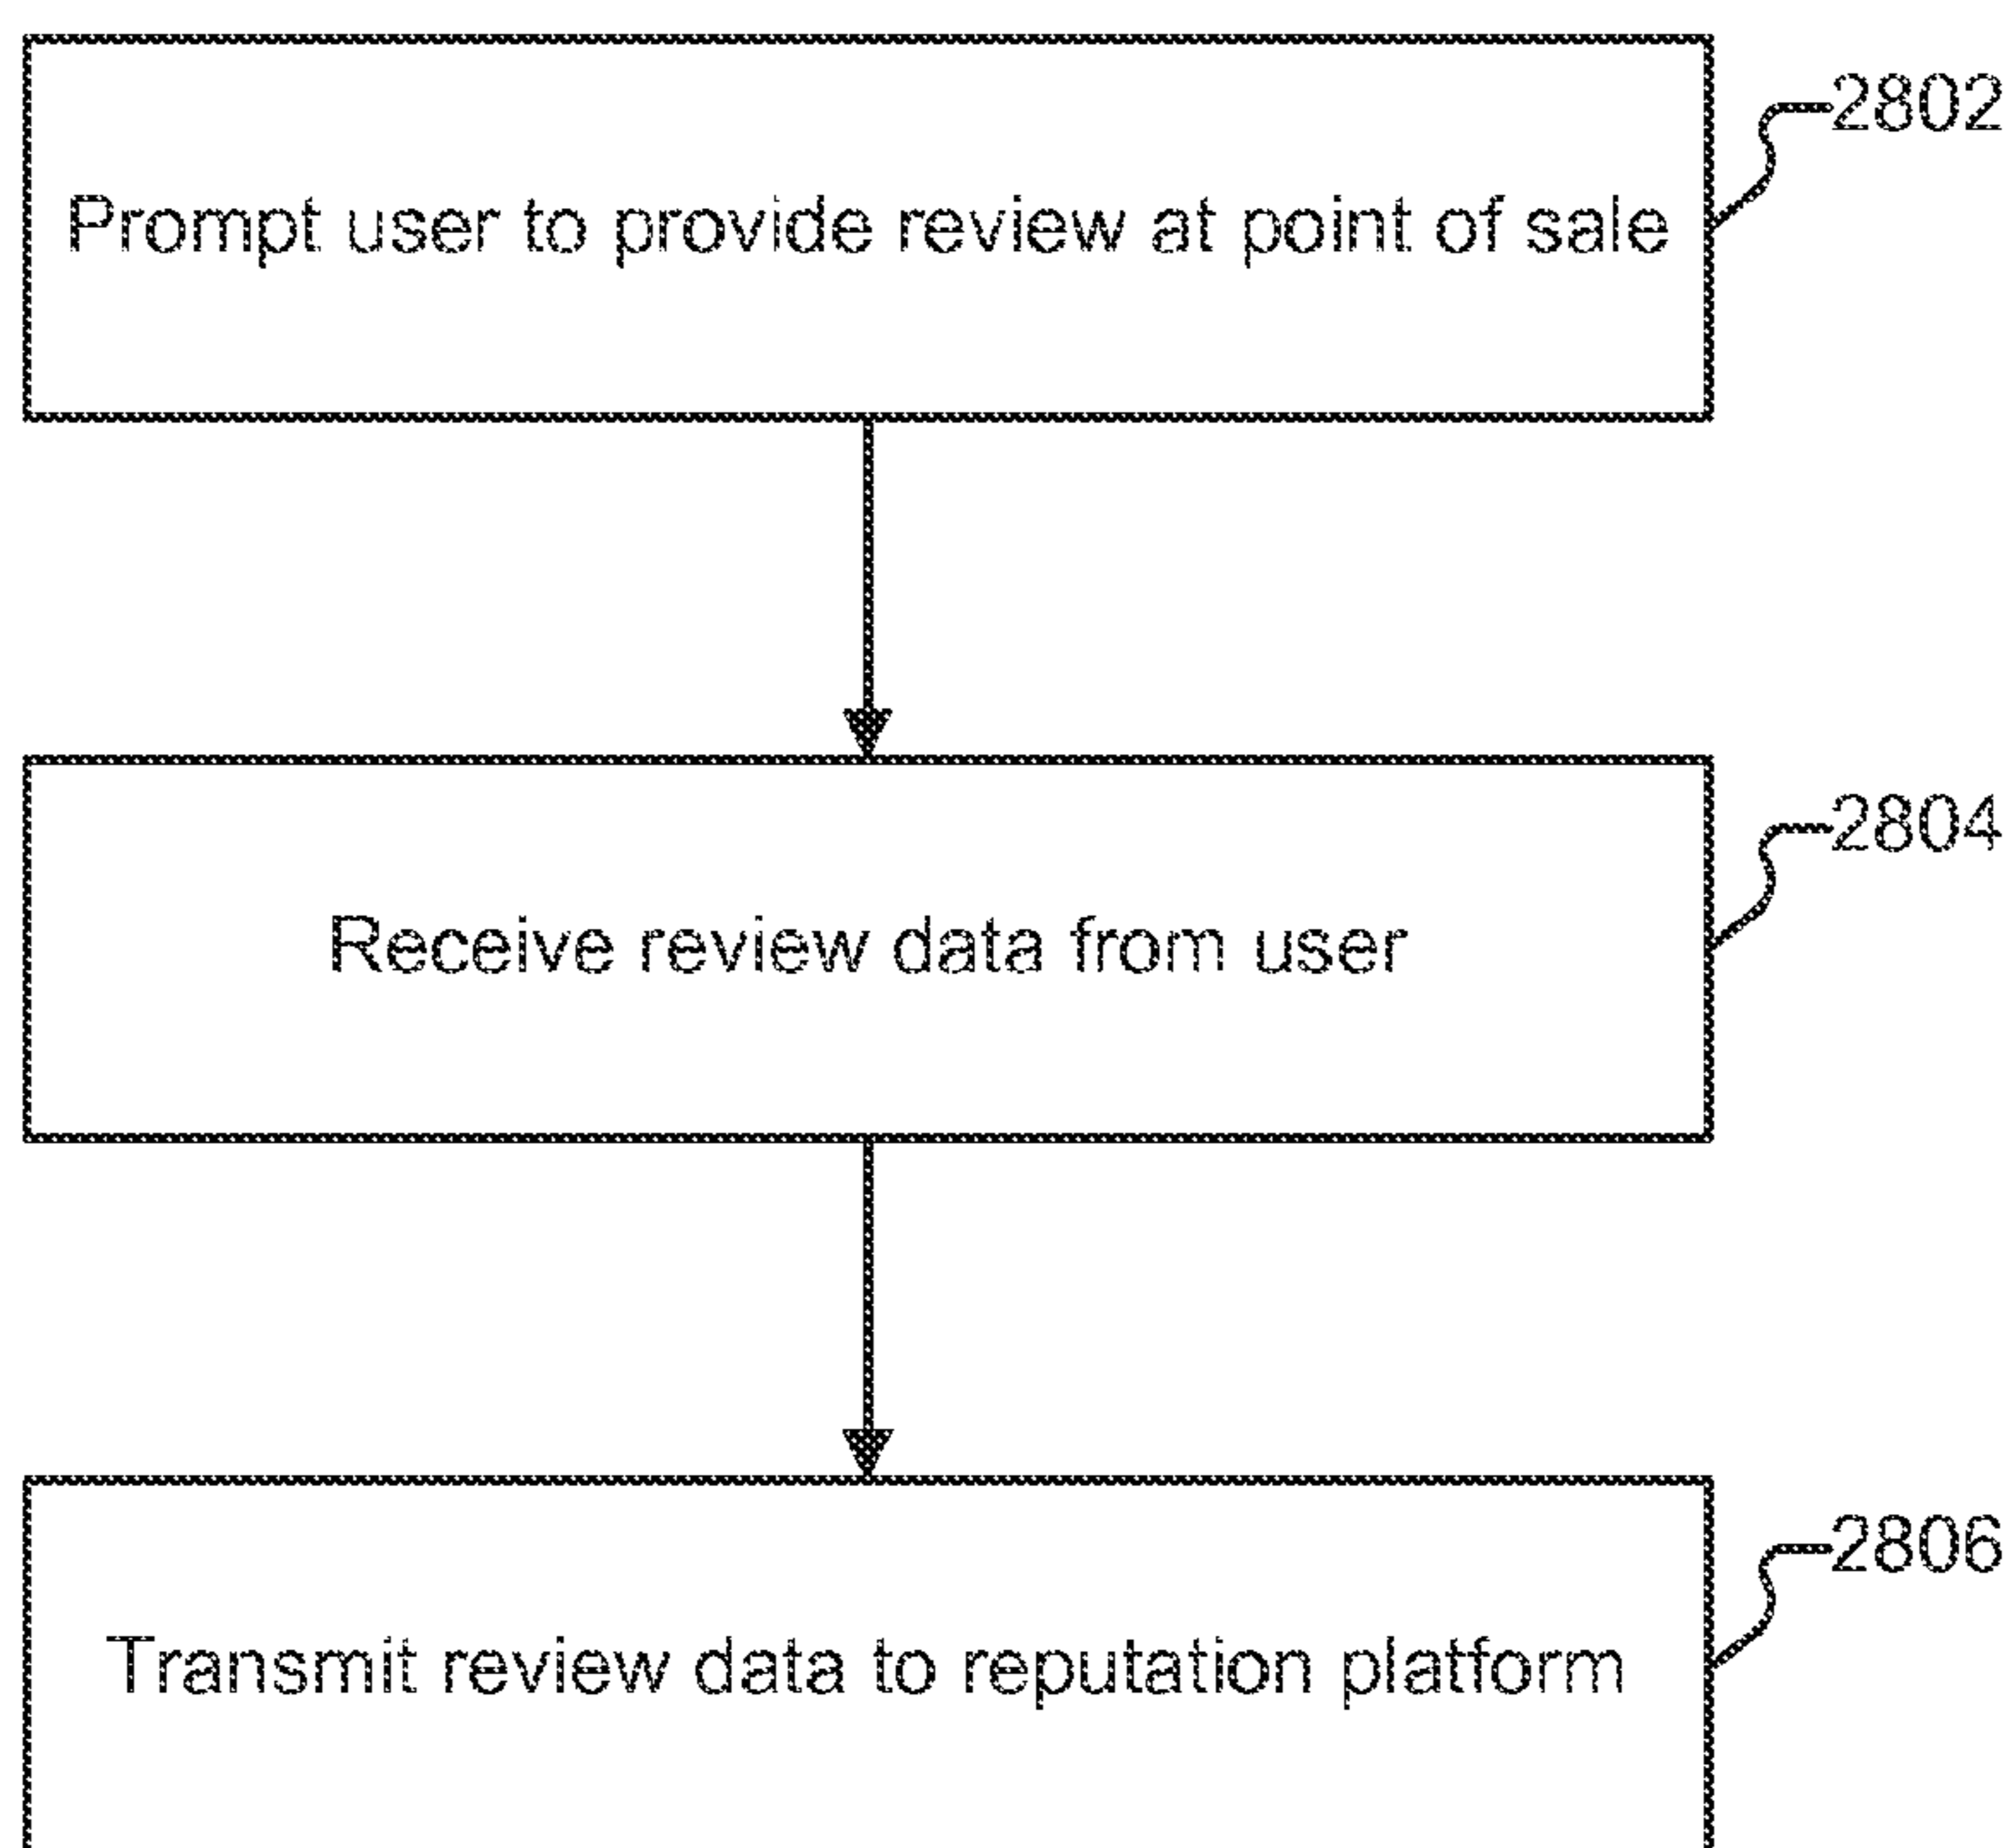 2802
Prompt user to provide review at point of sale
2804
Receive review data from user
2806
Transmit review data to reputation platform